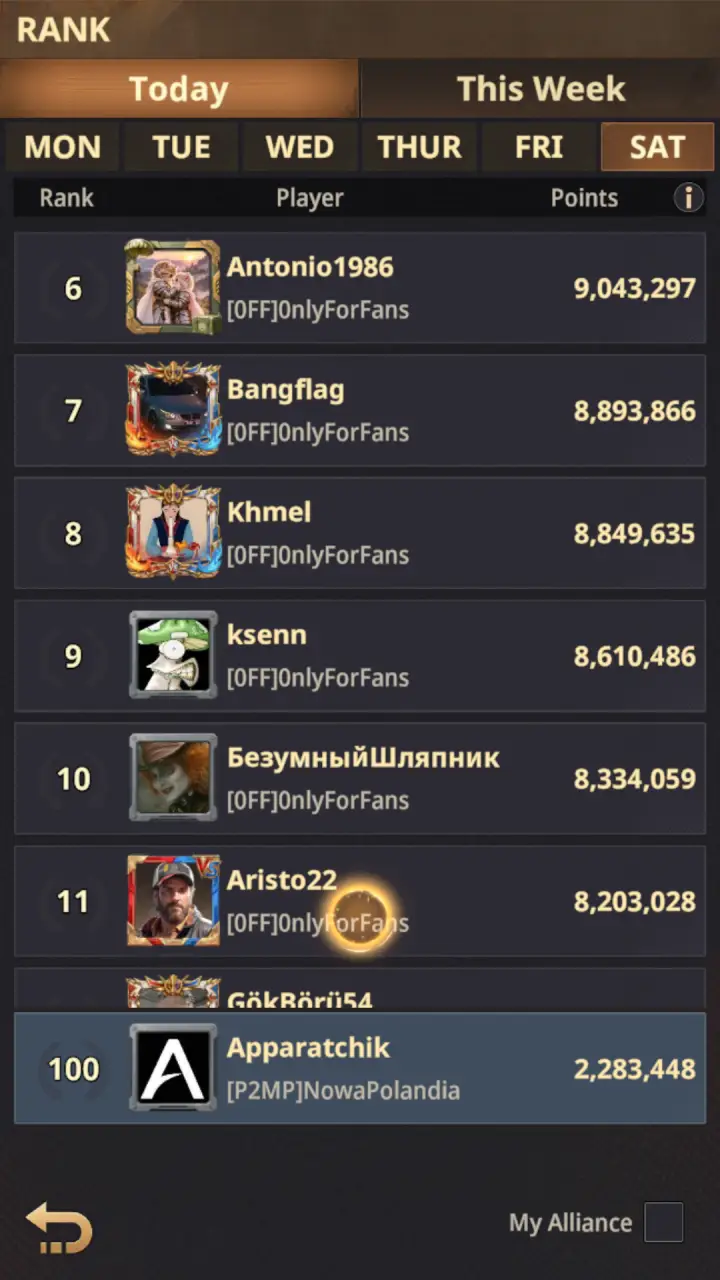 RANK
Today
This Week
MON TUE WED THUR FRI SAT
Rank Player Points
6 Antonio1986 9,043,297
[0FF]0nlyForFans
7 Bangflag 8,893,866
[0FF]0nlyForFans
8 Khmel 8,849,635
[0FF]0nlyForFans
9 ksenn 8,610,486
[0FF]0nlyForFans
10 БезумныйШляпник 8,334,059
[0FF]0nlyForFans
11 Aristo22 8,203,028
[0FF]0nlyForFans
GökBörü54
100 Apparatchik 2,283,448
[P2MP]NowaPolandia
My Alliance